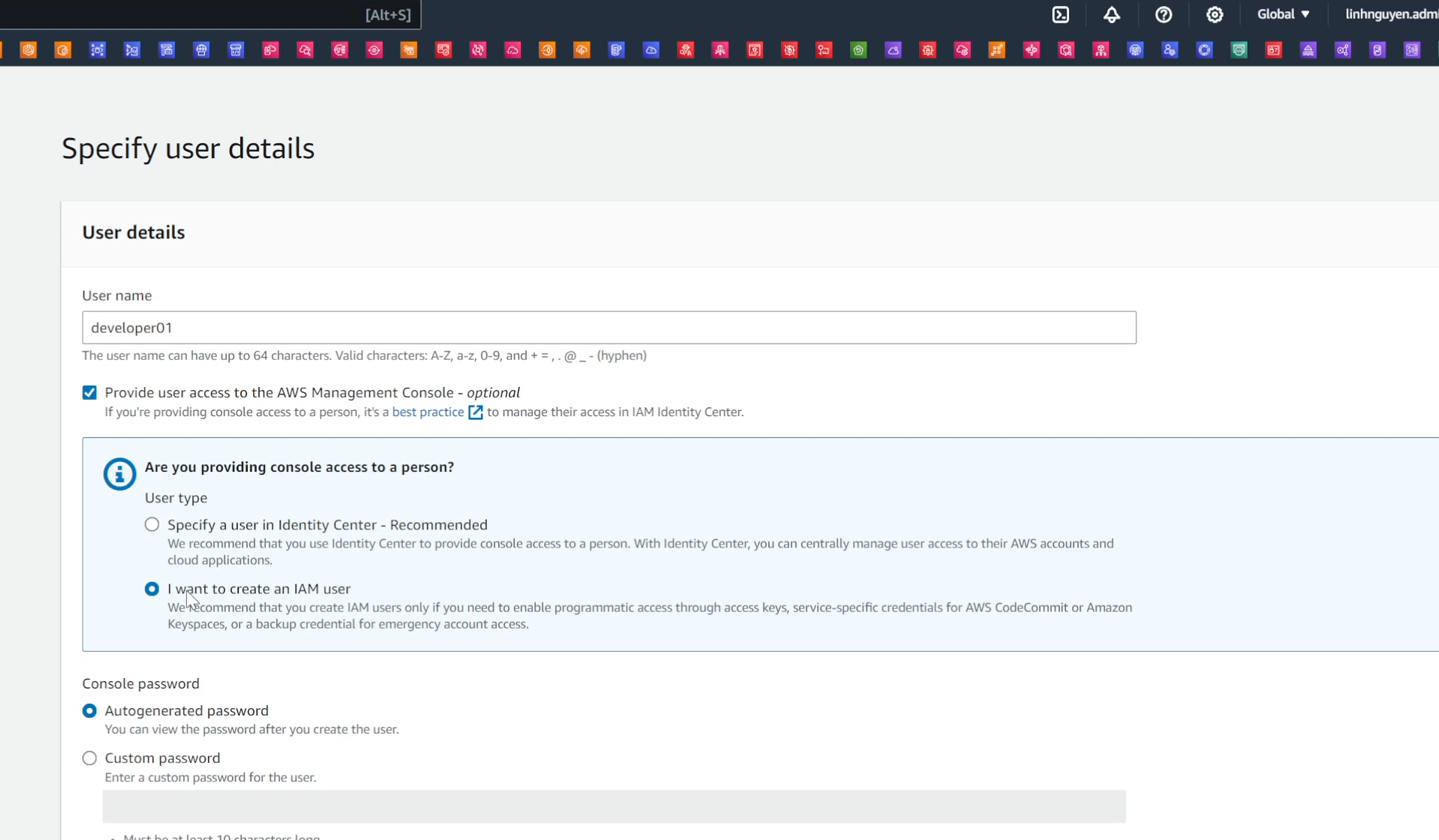 [Alt+S]
Global ▼
linhnguyen.admi
Specify user details
User details
User name
developer01
The user name can have up to 64 characters. Valid characters: A-Z, a-z, 0-9, and + = , . @ _ - (hyphen)
Provide user access to the AWS Management Console - optional
If you're providing console access to a person, it's a best practice to manage their access in IAM Identity Center.
Are you providing console access to a person?
User type
Specify a user in Identity Center - Recommended
We recommend that you use Identity Center to provide console access to a person. With Identity Center, you can centrally manage user access to their AWS accounts and
cloud applications.
I want to create an IAM user
We recommend that you create IAM users only if you need to enable programmatic access through access keys, service-specific credentials for AWS CodeCommit or Amazon
Keyspaces, or a backup credential for emergency account access.
Console password
Autogenerated password
You can view the password after you create the user.
Custom password
Enter a custom password for the user.
Must be at least 10 characters long